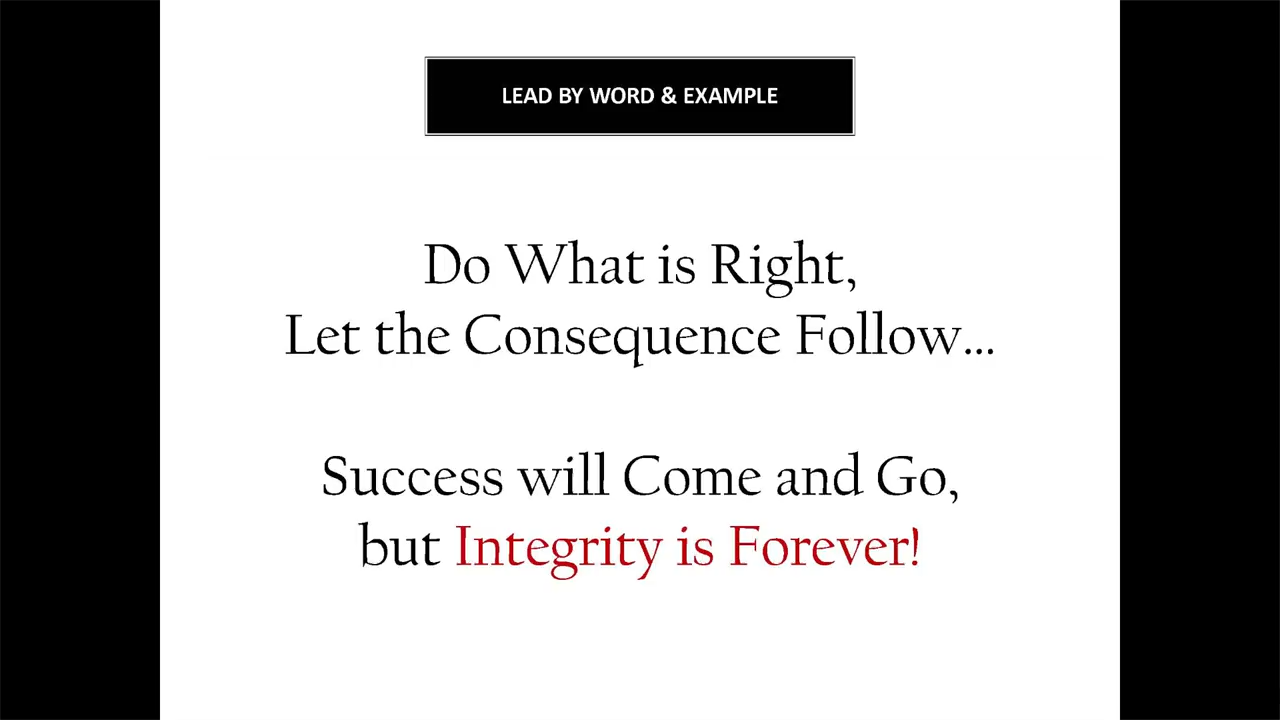 LEAD BY WORD & EXAMPLE
Do What is Right,
Let the Consequence Follow...
Success will Come and Go,
but Integrity is Forever!